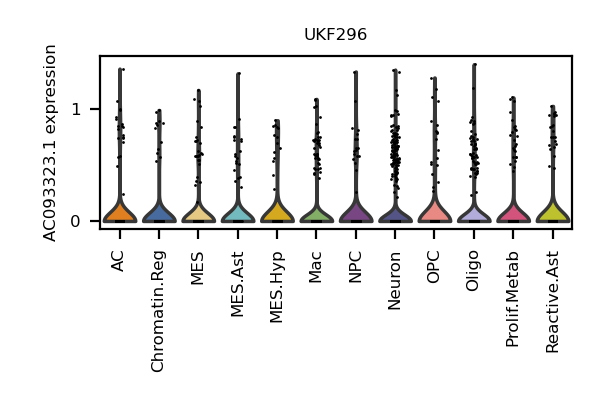 UKF296
AC093323.1 expression
1
0
AC
Chromatin.Reg
MES
MES.Ast
MES.Hyp
Mac
NPC
Neuron
OPC
Oligo
Prolif.Metab
Reactive.Ast